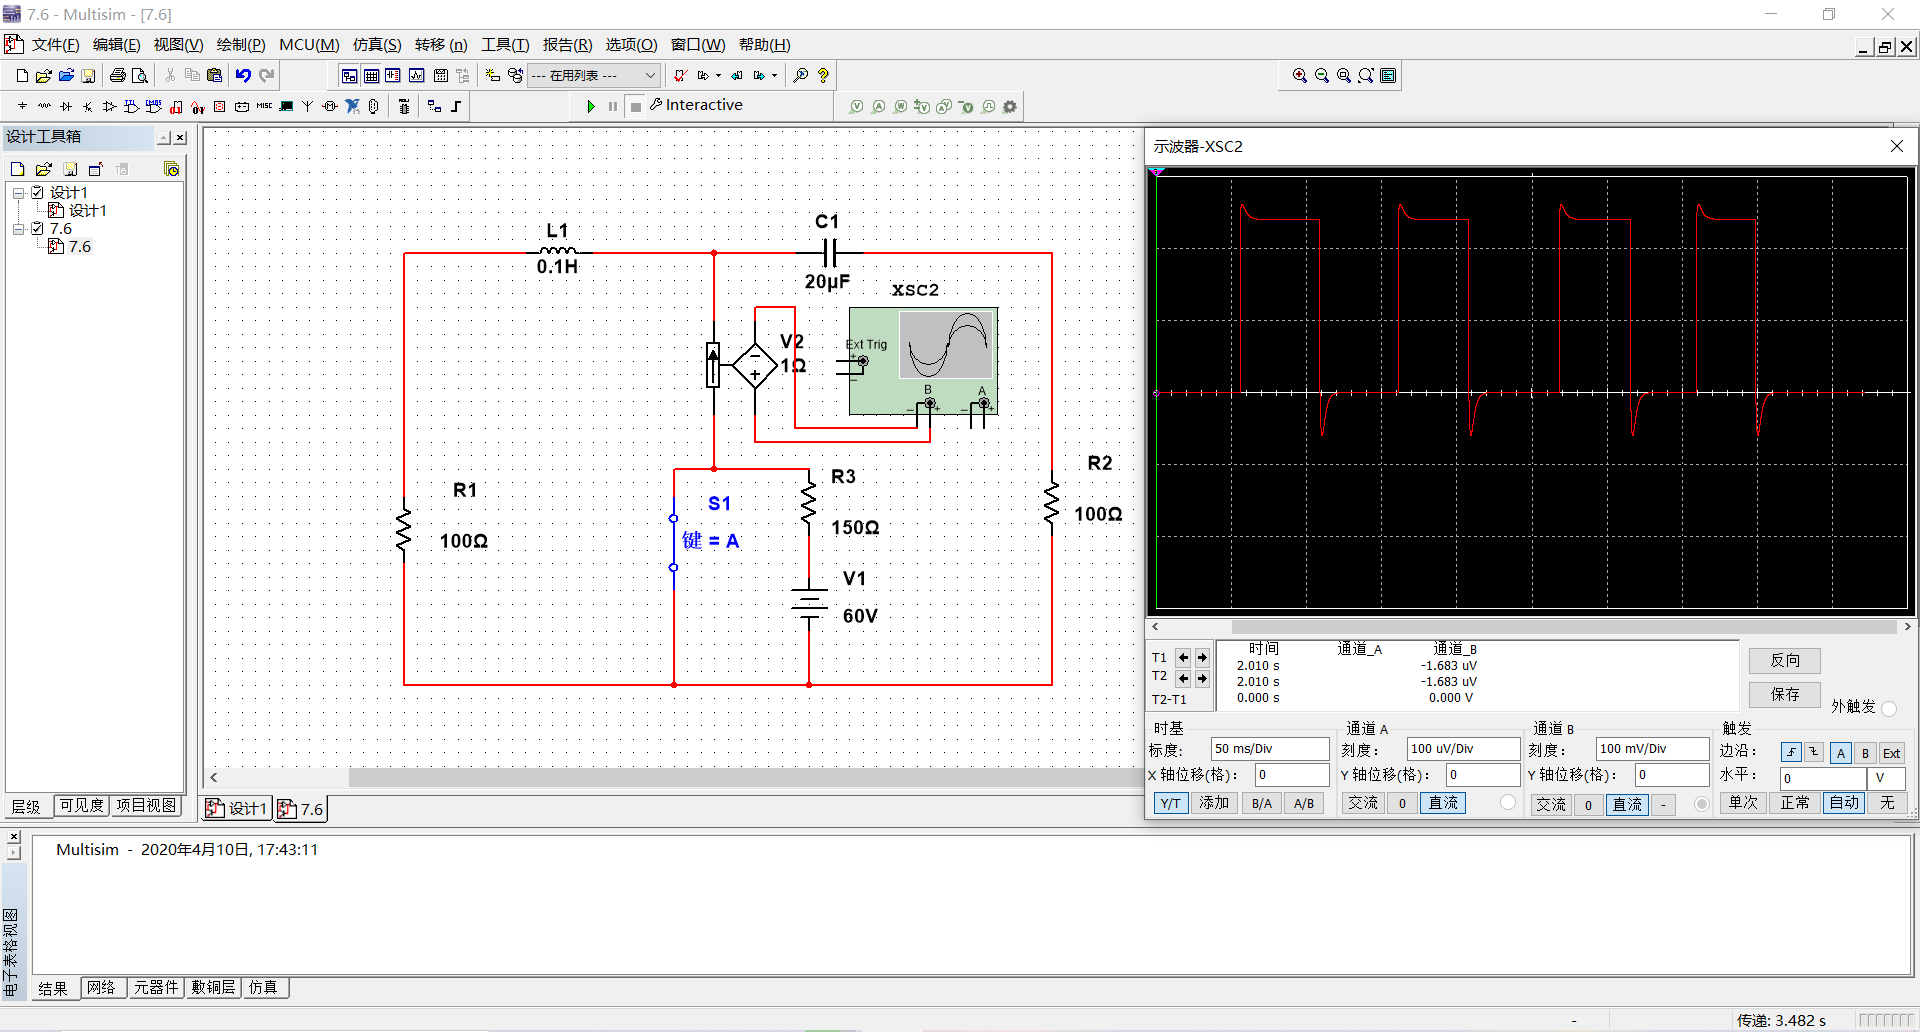 7.6 - Multisim - [7.6]
文件(F) 编辑(E) 视图(V) 绘制(P) MCU(M) 仿真(S) 转移 (n) 工具(T) 报告(R) 选项(O) 窗口(W) 帮助(H)
--- 在用列表 ---
MISC
Interactive
设计工具箱
设计1
设计1
7.6
7.6
层级 可见度 项目视图
L1
0.1H
C1
20µF
XSC2
Ext Trig
B
A
V2
1Ω
R1
100Ω
S1
键 = A
R3
150Ω
V1
60V
R2
100Ω
设计1 7.6
示波器-XSC2
时间 通道_A 通道_B
T1 2.010 s -1.683 uV
T2 2.010 s -1.683 uV
T2-T1 0.000 s 0.000 V
反向
保存
外触发
时基 通道 A 通道 B 触发
标度: 50 ms/Div 刻度: 100 uV/Div 刻度: 100 mV/Div 边沿: A B Ext
X 轴位移(格): 0 Y 轴位移(格): 0 Y 轴位移(格): 0 水平: 0 V
Y/T 添加 B/A A/B 交流 0 直流 交流 0 直流 - 单次 正常 自动 无
Multisim - 2020年4月10日, 17:43:11
电子表格视图
结果 网络 元器件 敷铜层 仿真
- 传递: 3.482 s